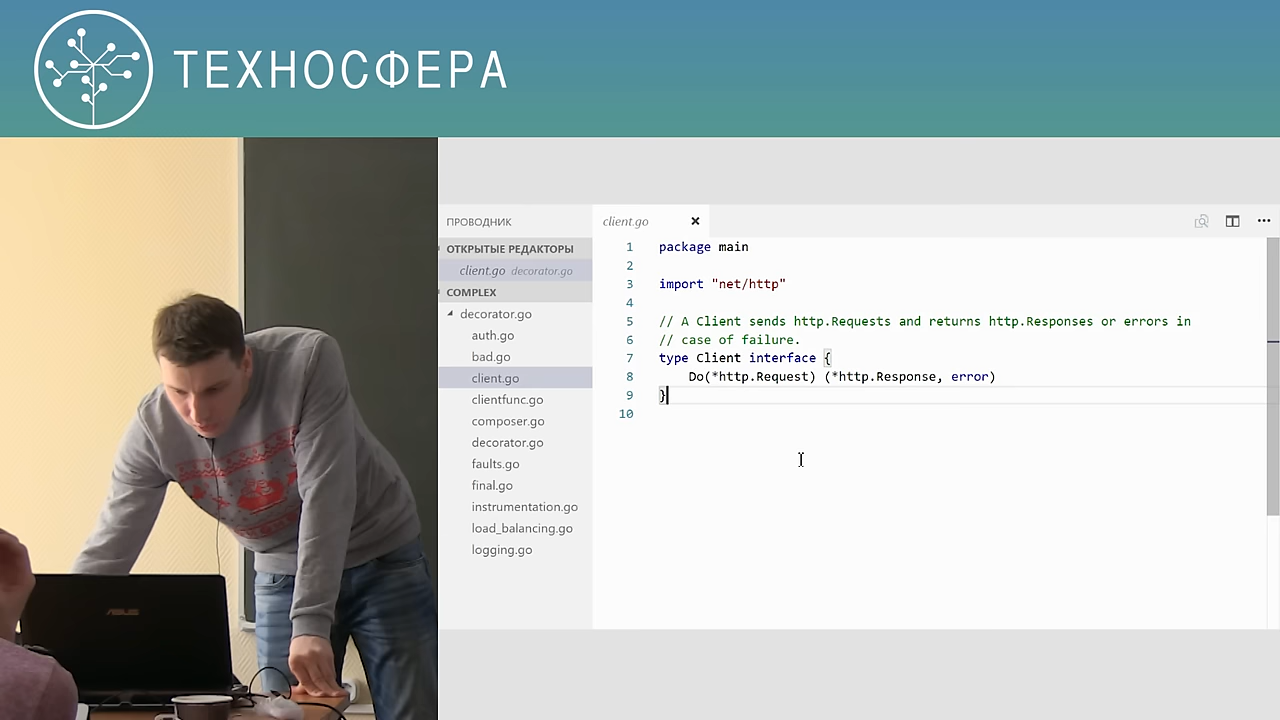 ТЕХНОСФЕРА
ПРОВОДНИК
ОТКРЫТЫЕ РЕДАКТОРЫ
client.go decorator.go
COMPLEX
decorator.go
auth.go
bad.go
client.go
clientfunc.go
composer.go
decorator.go
faults.go
final.go
instrumentation.go
load_balancing.go
logging.go
client.go
1 package main
2
3 import "net/http"
4
5 // A Client sends http.Requests and returns http.Responses or errors in
6 // case of failure.
7 type Client interface {
8 Do(*http.Request) (*http.Response, error)
9 }
10
ASUS